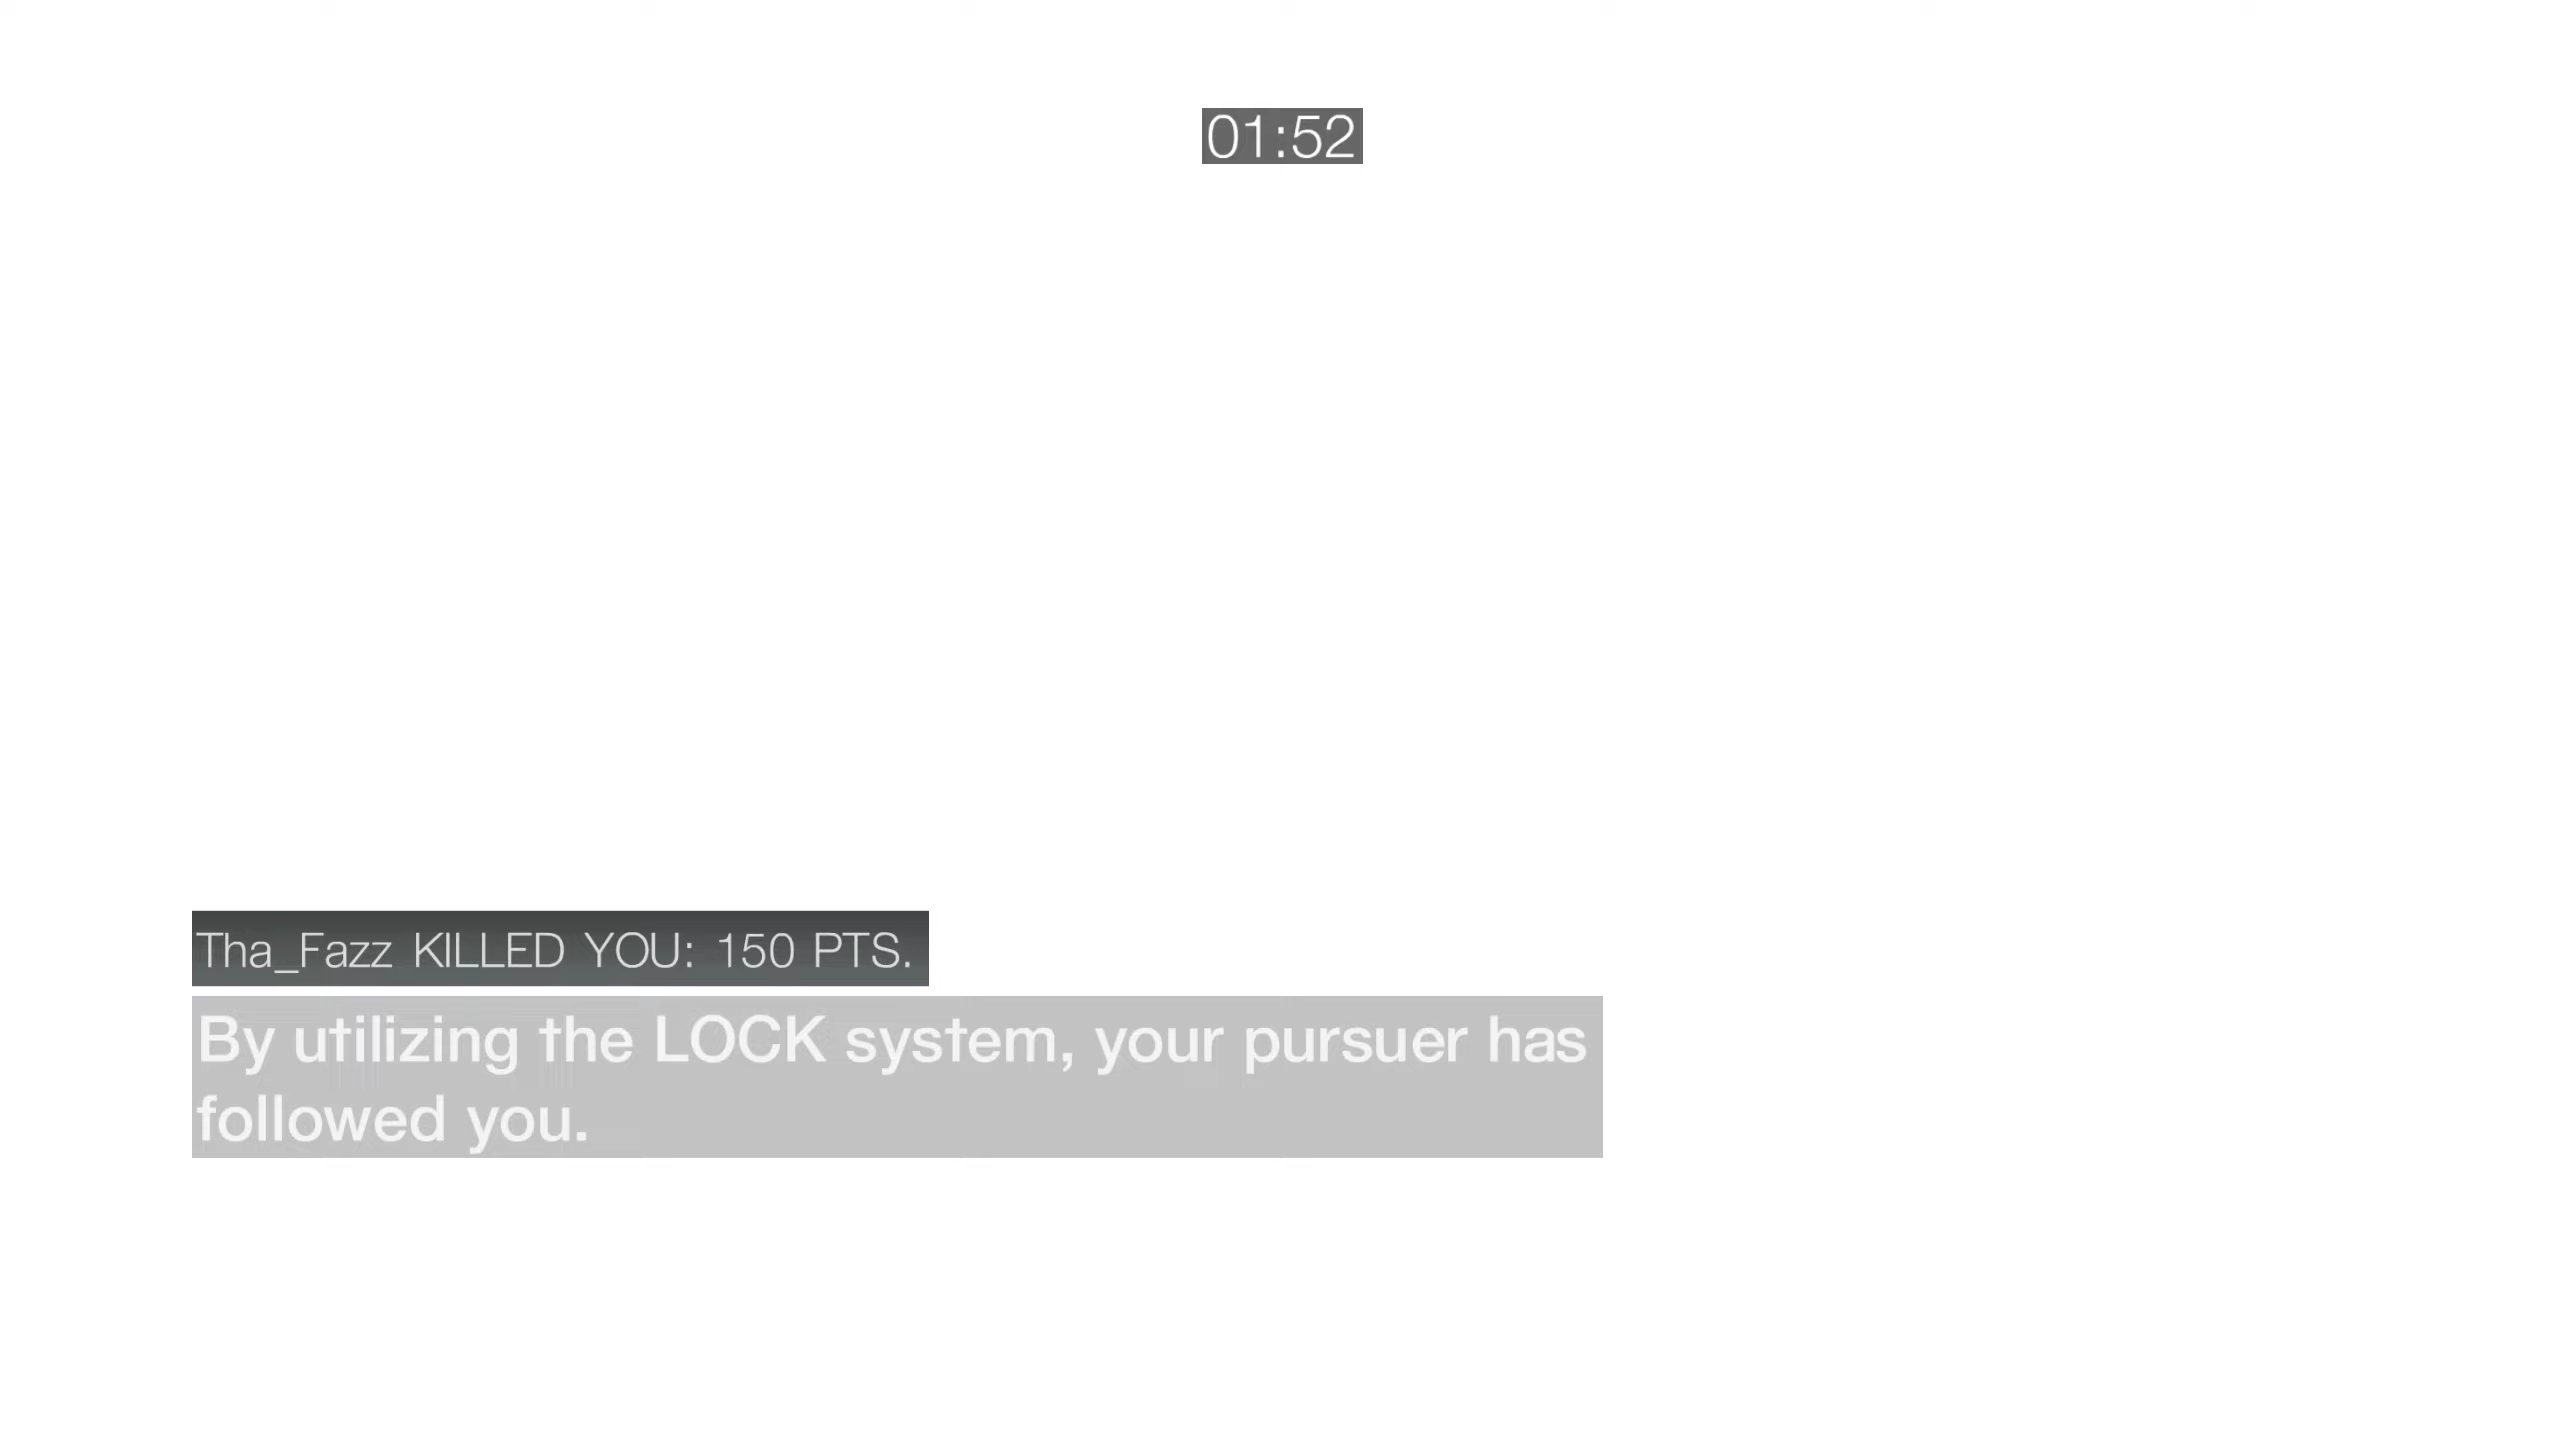 01:52
Tha_Fazz KILLED YOU: 150 PTS.
By utilizing the LOCK system, your pursuer has
followed you.